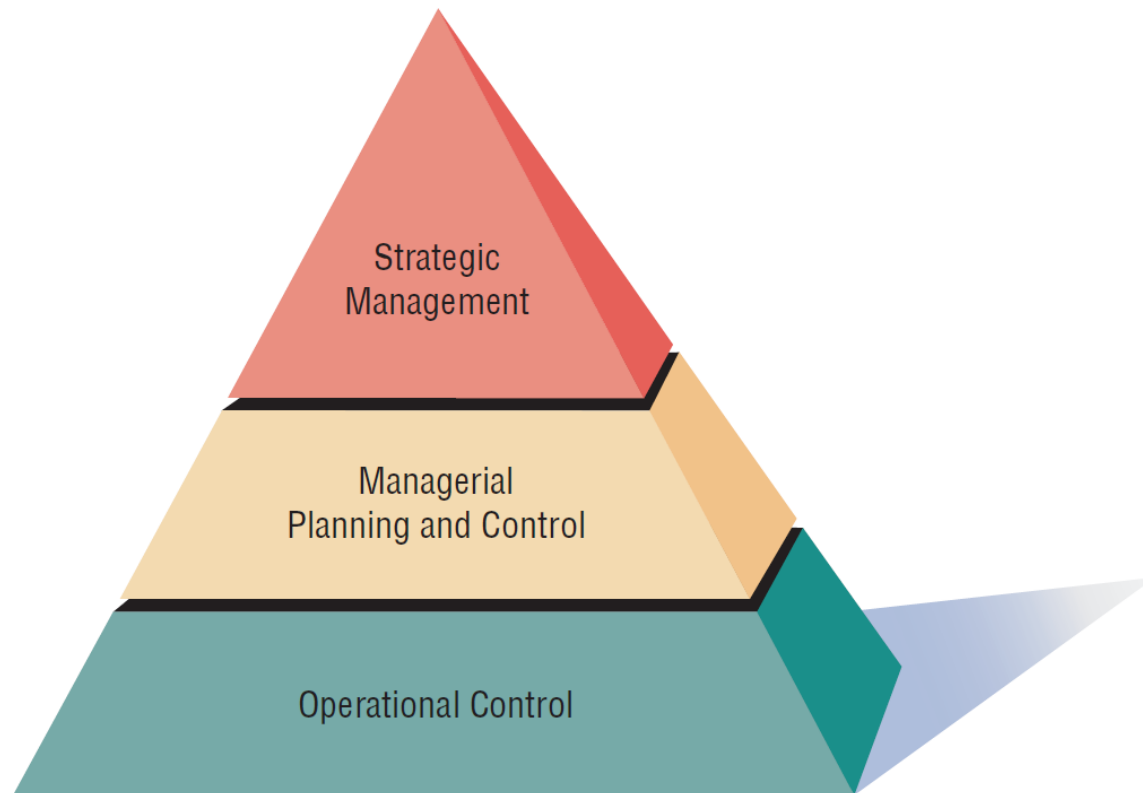 Strategic
Management
Managerial
Planning and Control
Operational Control